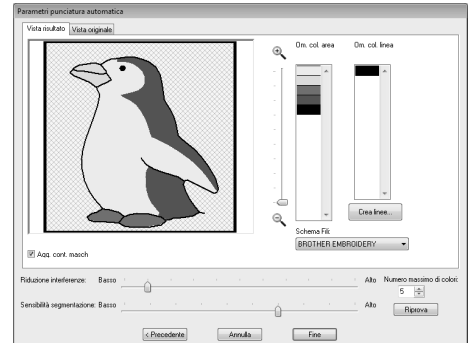 Parametri punciatura automatica
Vista risultato Vista originale
Om. col. area Om. col. linea
Crea linee...
Schema Fili:
BROTHER EMBROIDERY
Agg. cont. masch
Riduzione interferenze: Basso Alto Numero massimo di colori:
5
Sensibilità segmentazione: Basso Alto Riprova
< Precedente Annulla Fine